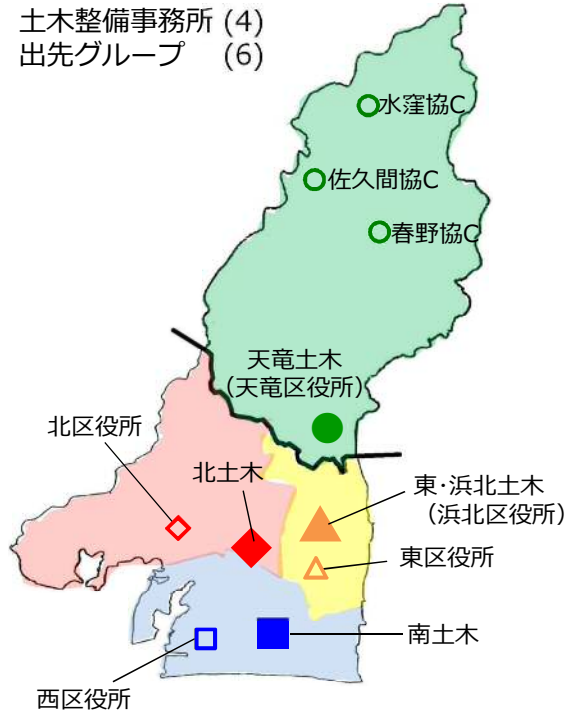 土木整備事務所 (4)
出先グループ (6)
水窪協C
佐久間協C
春野協C
天竜土木
(天竜区役所)
北区役所
北土木
東・浜北土木
(浜北区役所)
東区役所
南土木
西区役所